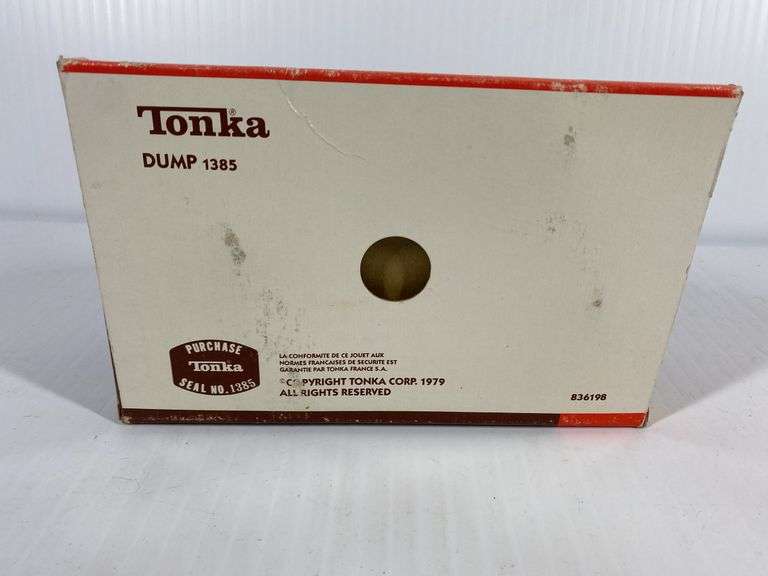 Tonka®
DUMP 1385
PURCHASE
Tonka
SEAL NO. 1385
LA CONFORMITE DE CE JOUET AUX
NORMES FRANCAISES DE SECURITE EST
GARANTIE PAR TONKA FRANCE S.A.
©COPYRIGHT TONKA CORP. 1979
ALL RIGHTS RESERVED
836198